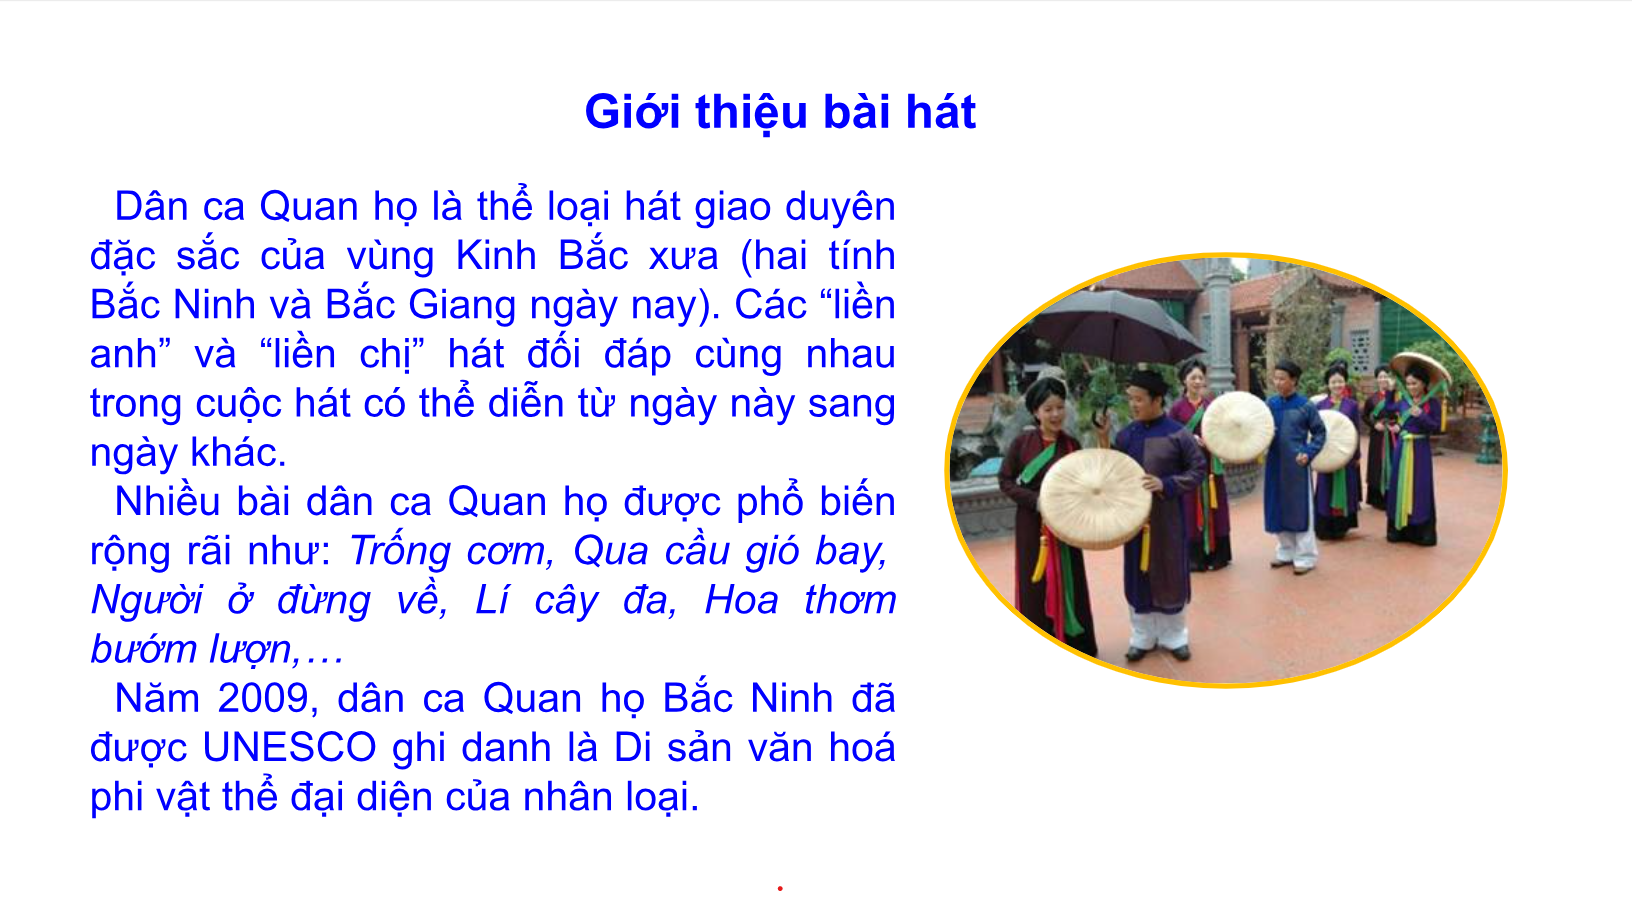 Giới thiệu bài hát
Dân ca Quan họ là thể loại hát giao duyên
đặc sắc của vùng Kinh Bắc xưa (hai tính
Bắc Ninh và Bắc Giang ngày nay). Các “liền
anh” và “liền chị” hát đối đáp cùng nhau
trong cuộc hát có thể diễn từ ngày này sang
ngày khác.
Nhiều bài dân ca Quan họ được phổ biến
rộng rãi như: Trống cơm, Qua cầu gió bay,
Người ở đừng về, Lí cây đa, Hoa thơm
bướm lượn,…
Năm 2009, dân ca Quan họ Bắc Ninh đã
được UNESCO ghi danh là Di sản văn hoá
phi vật thể đại diện của nhân loại.